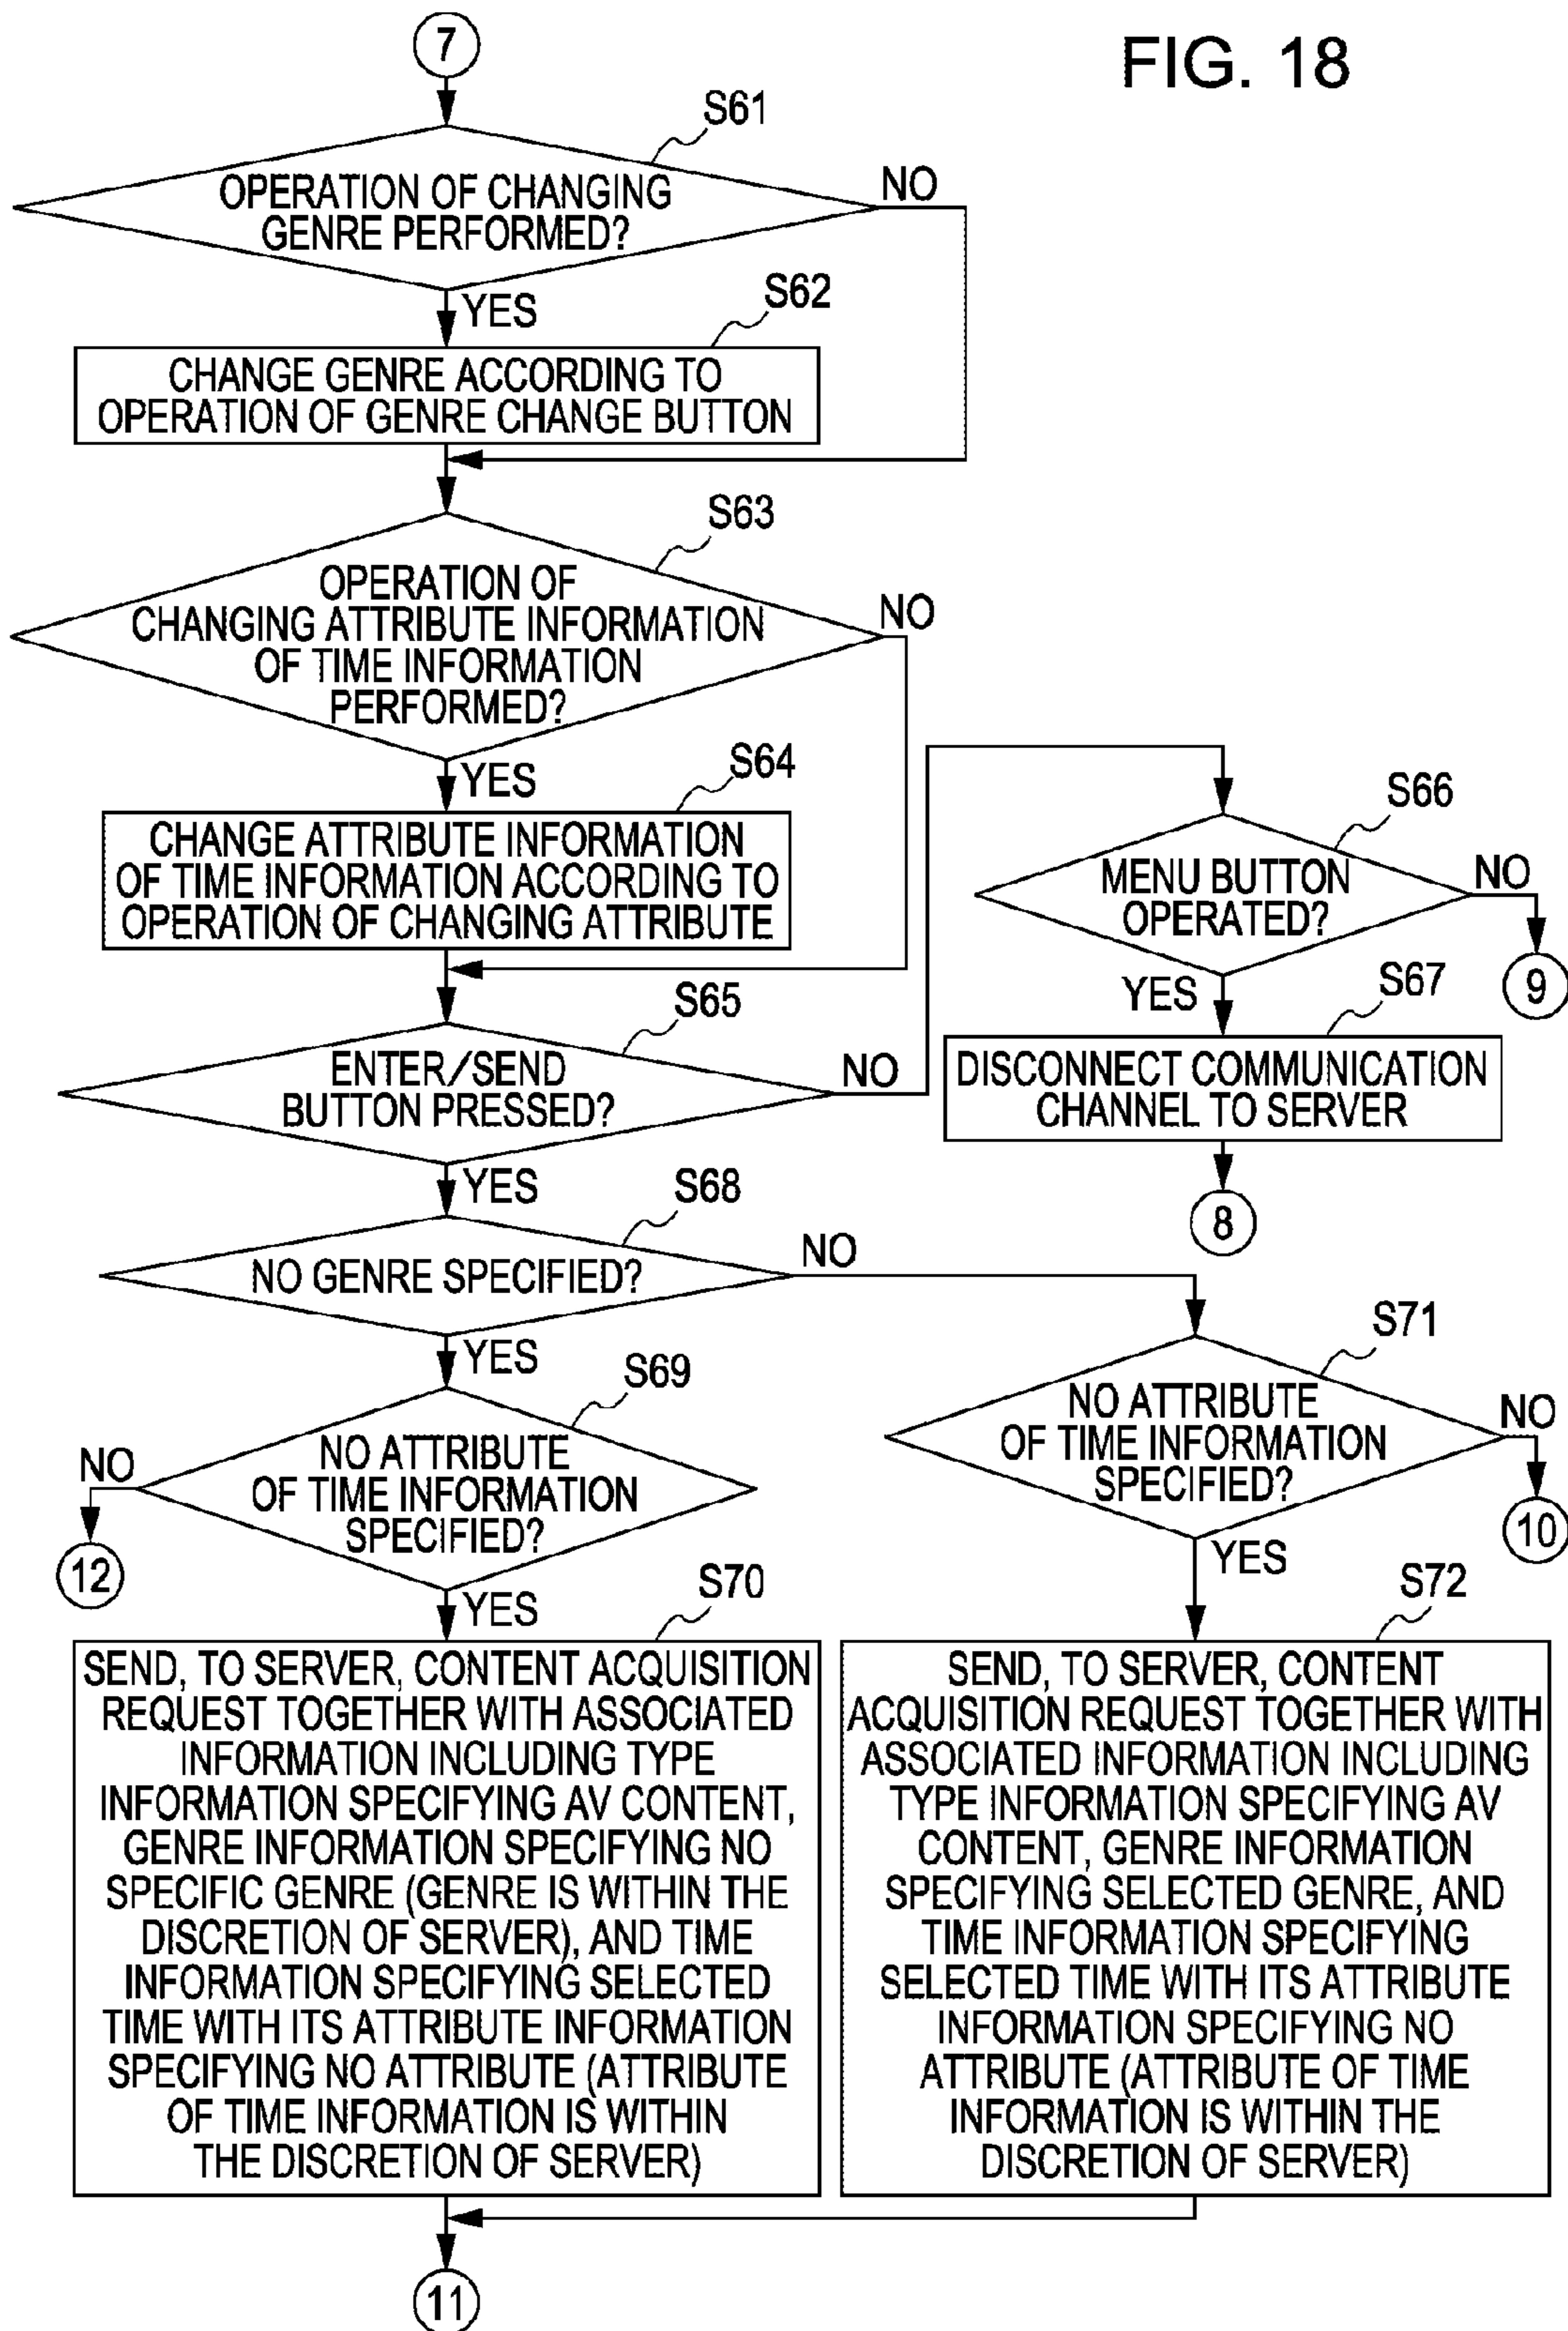 FIG. 18
7
S61
OPERATION OF CHANGING
GENRE PERFORMED?
NO
YES
S62
CHANGE GENRE ACCORDING TO
OPERATION OF GENRE CHANGE BUTTON
S63
OPERATION OF
CHANGING ATTRIBUTE INFORMATION
OF TIME INFORMATION
PERFORMED?
NO
YES
S64
CHANGE ATTRIBUTE INFORMATION
OF TIME INFORMATION ACCORDING TO
OPERATION OF CHANGING ATTRIBUTE
S65
ENTER/SEND
BUTTON PRESSED?
NO
YES
S66
MENU BUTTON
OPERATED?
NO
9
YES
S67
DISCONNECT COMMUNICATION
CHANNEL TO SERVER
8
S68
NO GENRE SPECIFIED?
NO
YES
S69
NO ATTRIBUTE
OF TIME INFORMATION
SPECIFIED?
NO
12
YES
S70
SEND, TO SERVER, CONTENT ACQUISITION
REQUEST TOGETHER WITH ASSOCIATED
INFORMATION INCLUDING TYPE
INFORMATION SPECIFYING AV CONTENT,
GENRE INFORMATION SPECIFYING NO
SPECIFIC GENRE (GENRE IS WITHIN THE
DISCRETION OF SERVER), AND TIME
INFORMATION SPECIFYING SELECTED
TIME WITH ITS ATTRIBUTE INFORMATION
SPECIFYING NO ATTRIBUTE (ATTRIBUTE
OF TIME INFORMATION IS WITHIN
THE DISCRETION OF SERVER)
S71
NO ATTRIBUTE
OF TIME INFORMATION
SPECIFIED?
NO
10
YES
S72
SEND, TO SERVER, CONTENT
ACQUISITION REQUEST TOGETHER WITH
ASSOCIATED INFORMATION INCLUDING
TYPE INFORMATION SPECIFYING AV
CONTENT, GENRE INFORMATION
SPECIFYING SELECTED GENRE, AND
TIME INFORMATION SPECIFYING
SELECTED TIME WITH ITS ATTRIBUTE
INFORMATION SPECIFYING NO
ATTRIBUTE (ATTRIBUTE OF TIME
INFORMATION IS WITHIN THE
DISCRETION OF SERVER)
11